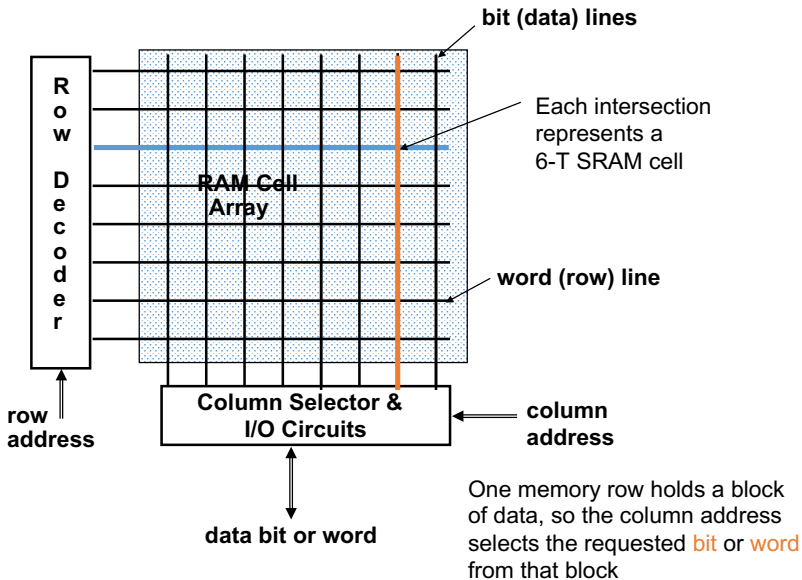 bit (data) lines
Row Decoder
Each intersection
represents a
6-T SRAM cell
RAM Cell
Array
word (row) line
Column Selector &
I/O Circuits
row
address
column
address
data bit or word
One memory row holds a block
of data, so the column address
selects the requested bit or word
from that block